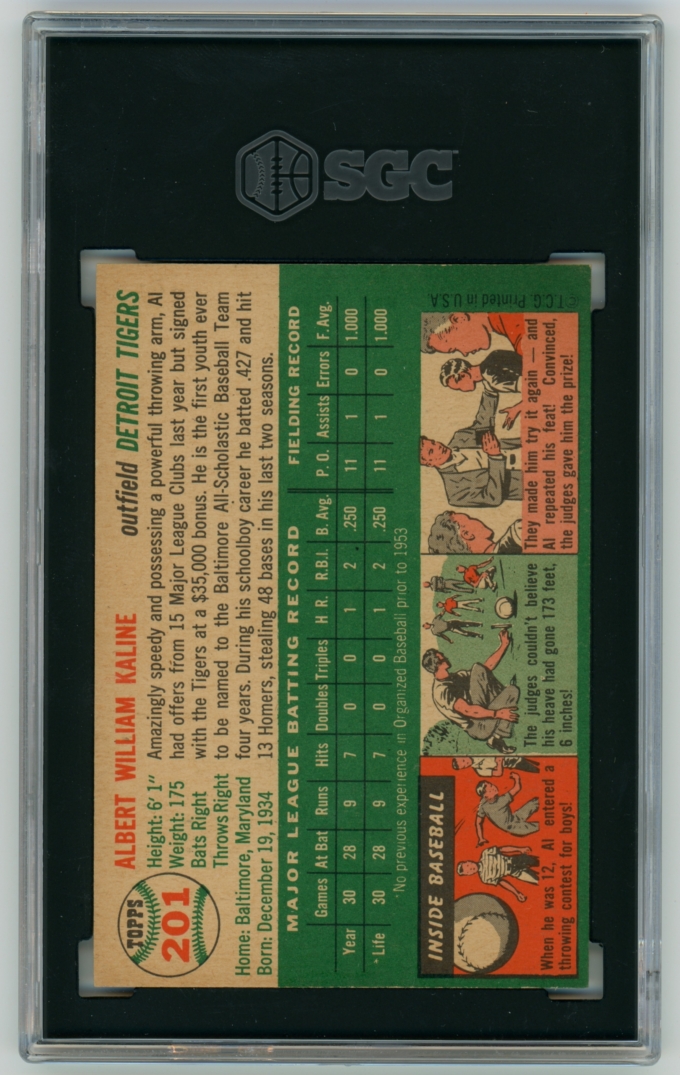 SGC
TOPPS
201
ALBERT WILLIAM KALINE
outfield DETROIT TIGERS
Height: 6' 1"
Weight: 175
Bats Right
Throws Right
Home: Baltimore, Maryland
Born: December 19, 1934
Amazingly speedy and possessing a powerful throwing arm, Al
had offers from 15 Major League Clubs last year but signed
with the Tigers at a $35,000 bonus. He is the first youth ever
to be named to the Baltimore All-Scholastic Baseball Team
four years. During his schoolboy career he batted .427 and hit
13 Homers, stealing 48 bases in his last two seasons.
MAJOR LEAGUE BATTING RECORD FIELDING RECORD
Games At Bat Runs Hits Doubles Triples H R. R.B.I. B. Avg. P. O. Assists Errors F. Avg.
Year 30 28 9 7 0 0 1 2 .250 11 1 0 1.000
* Life 30 28 9 7 0 0 1 2 .250 11 1 0 1.000
*No previous experience in Organized Baseball prior to 1953
INSIDE BASEBALL
When he was 12, Al entered a
throwing contest for boys!
The judges couldn't believe
his heave had gone 173 feet,
6 inches!
They made him try it again — and
Al repeated his feat! Convinced,
the judges gave him the prize!
© T.C.G. Printed in U.S.A.